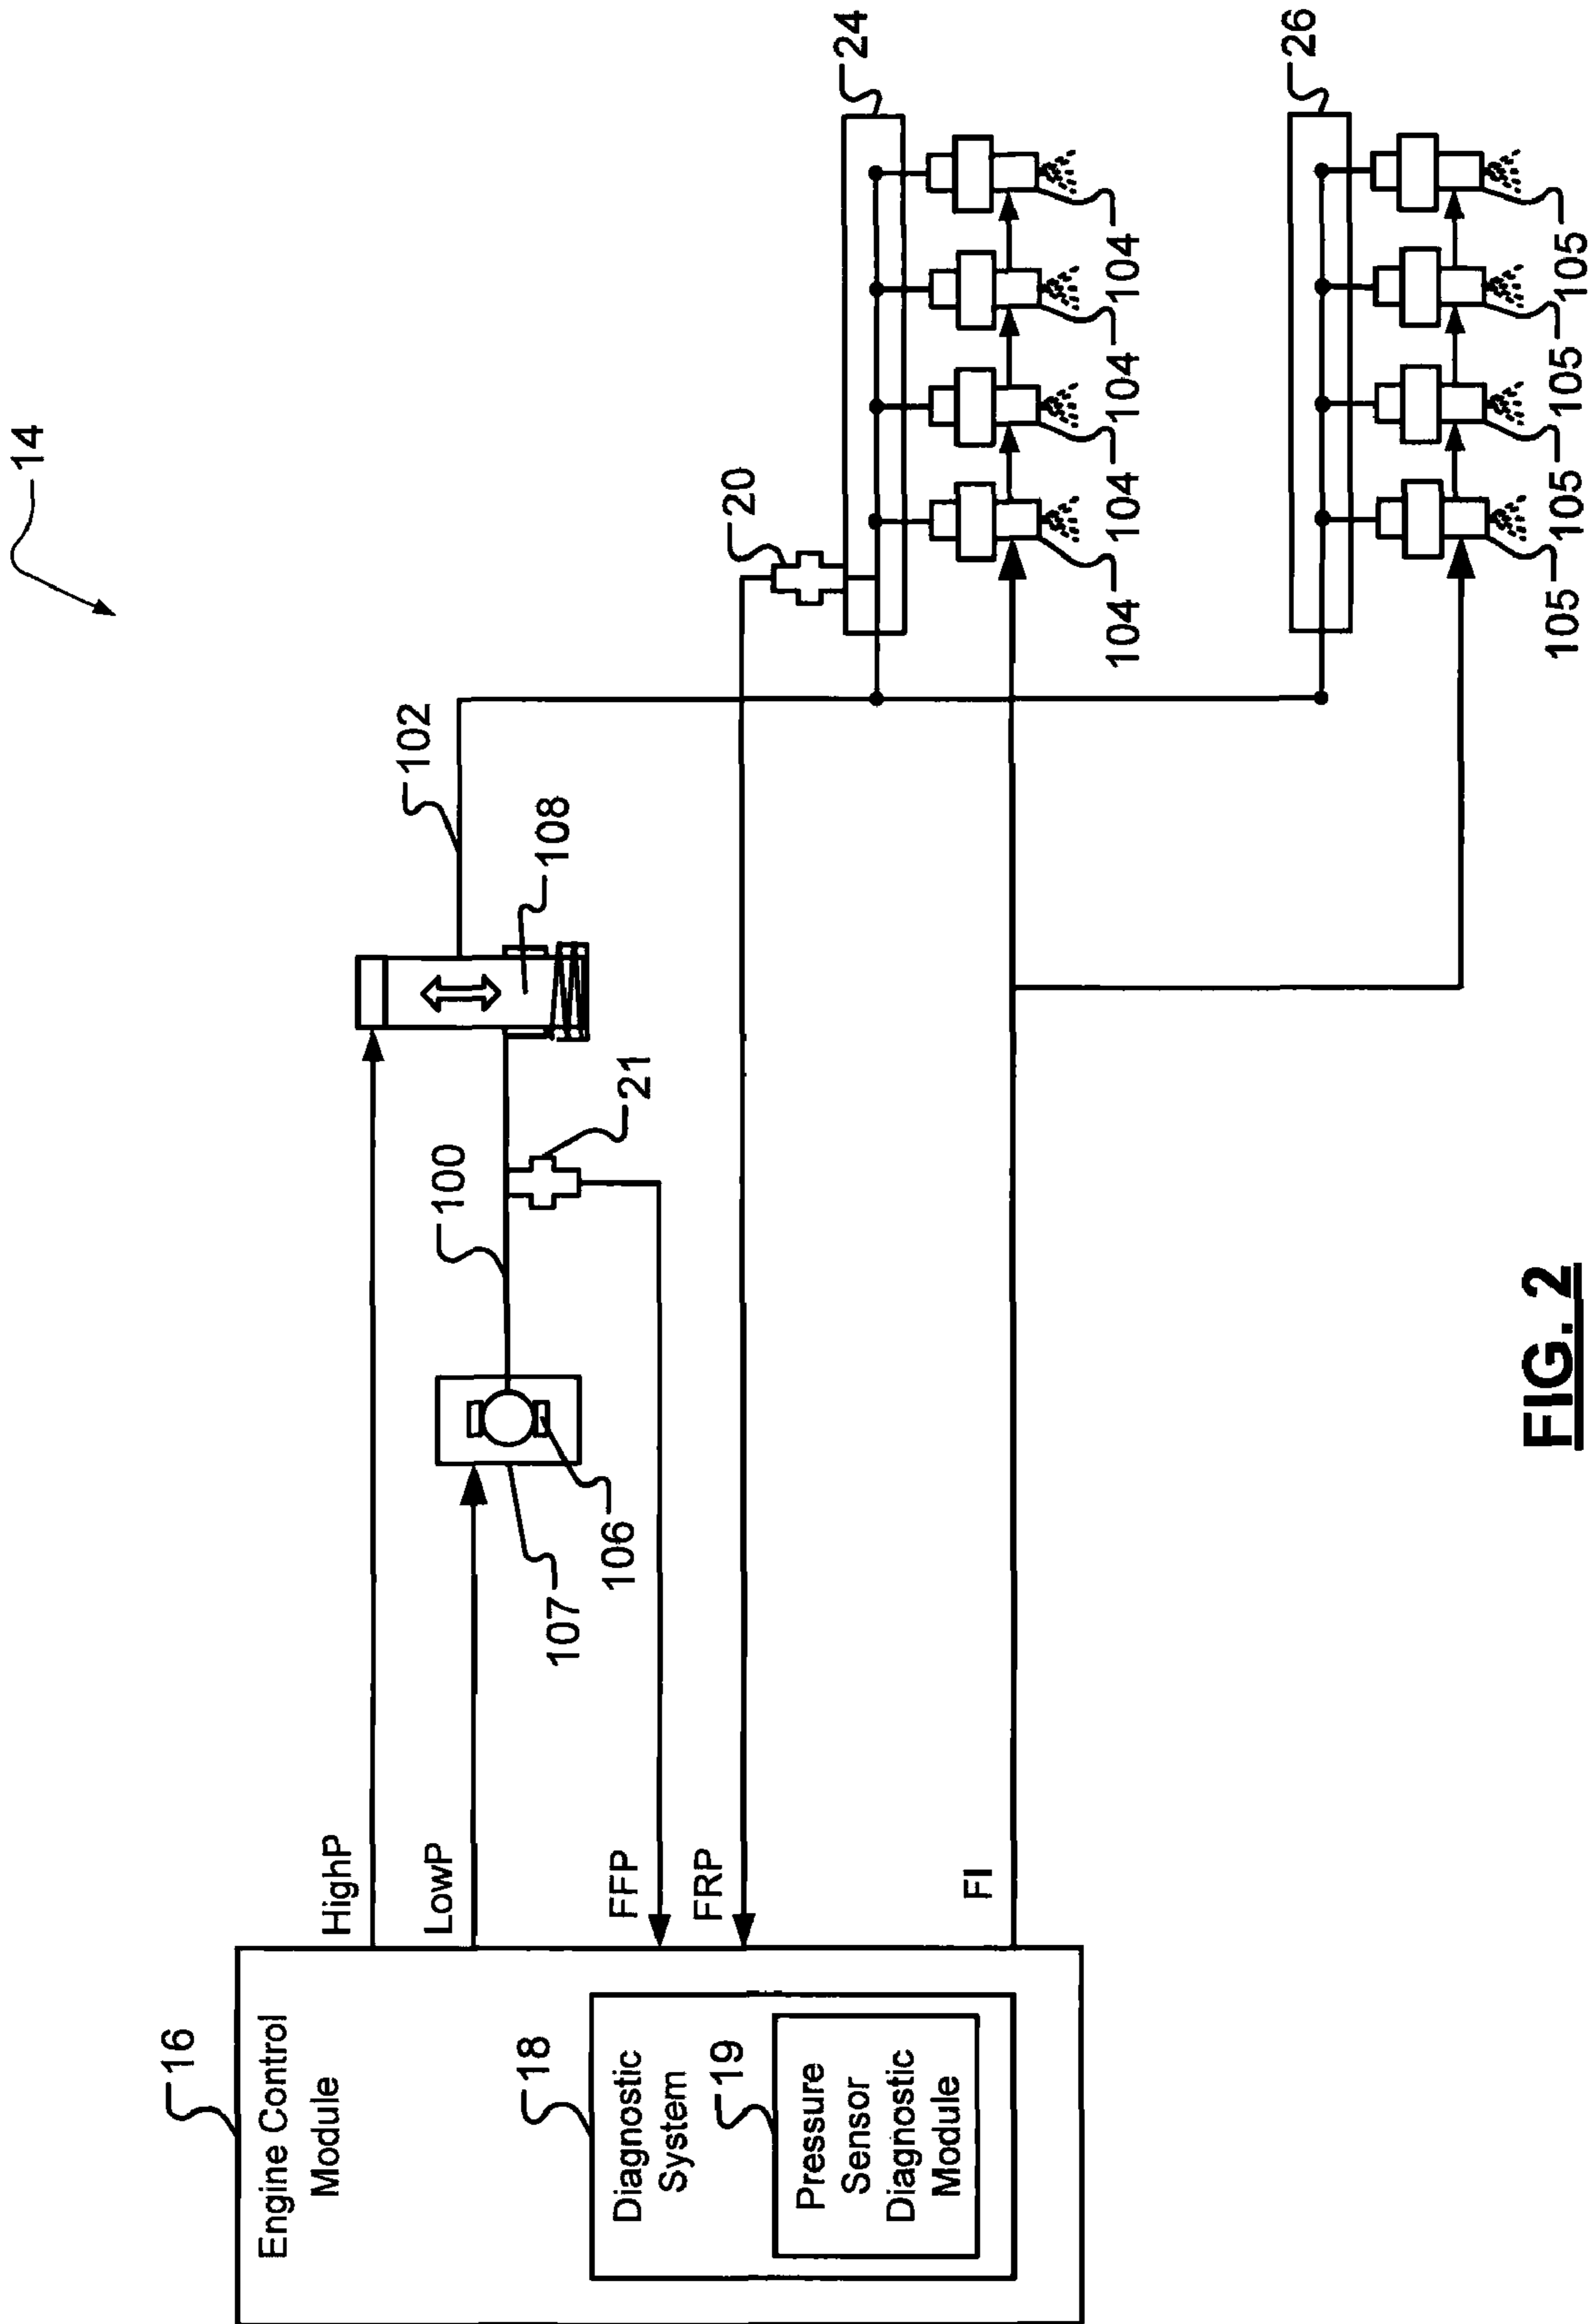 14
16
Engine Control
Module
18
Diagnostic
System
19
Pressure
Sensor
Diagnostic
Module
HighP
LowP
FFP
FRP
FI
107
106
100
21
108
102
20
24
104
104
104
104
26
105
105
105
105
FIG. 2